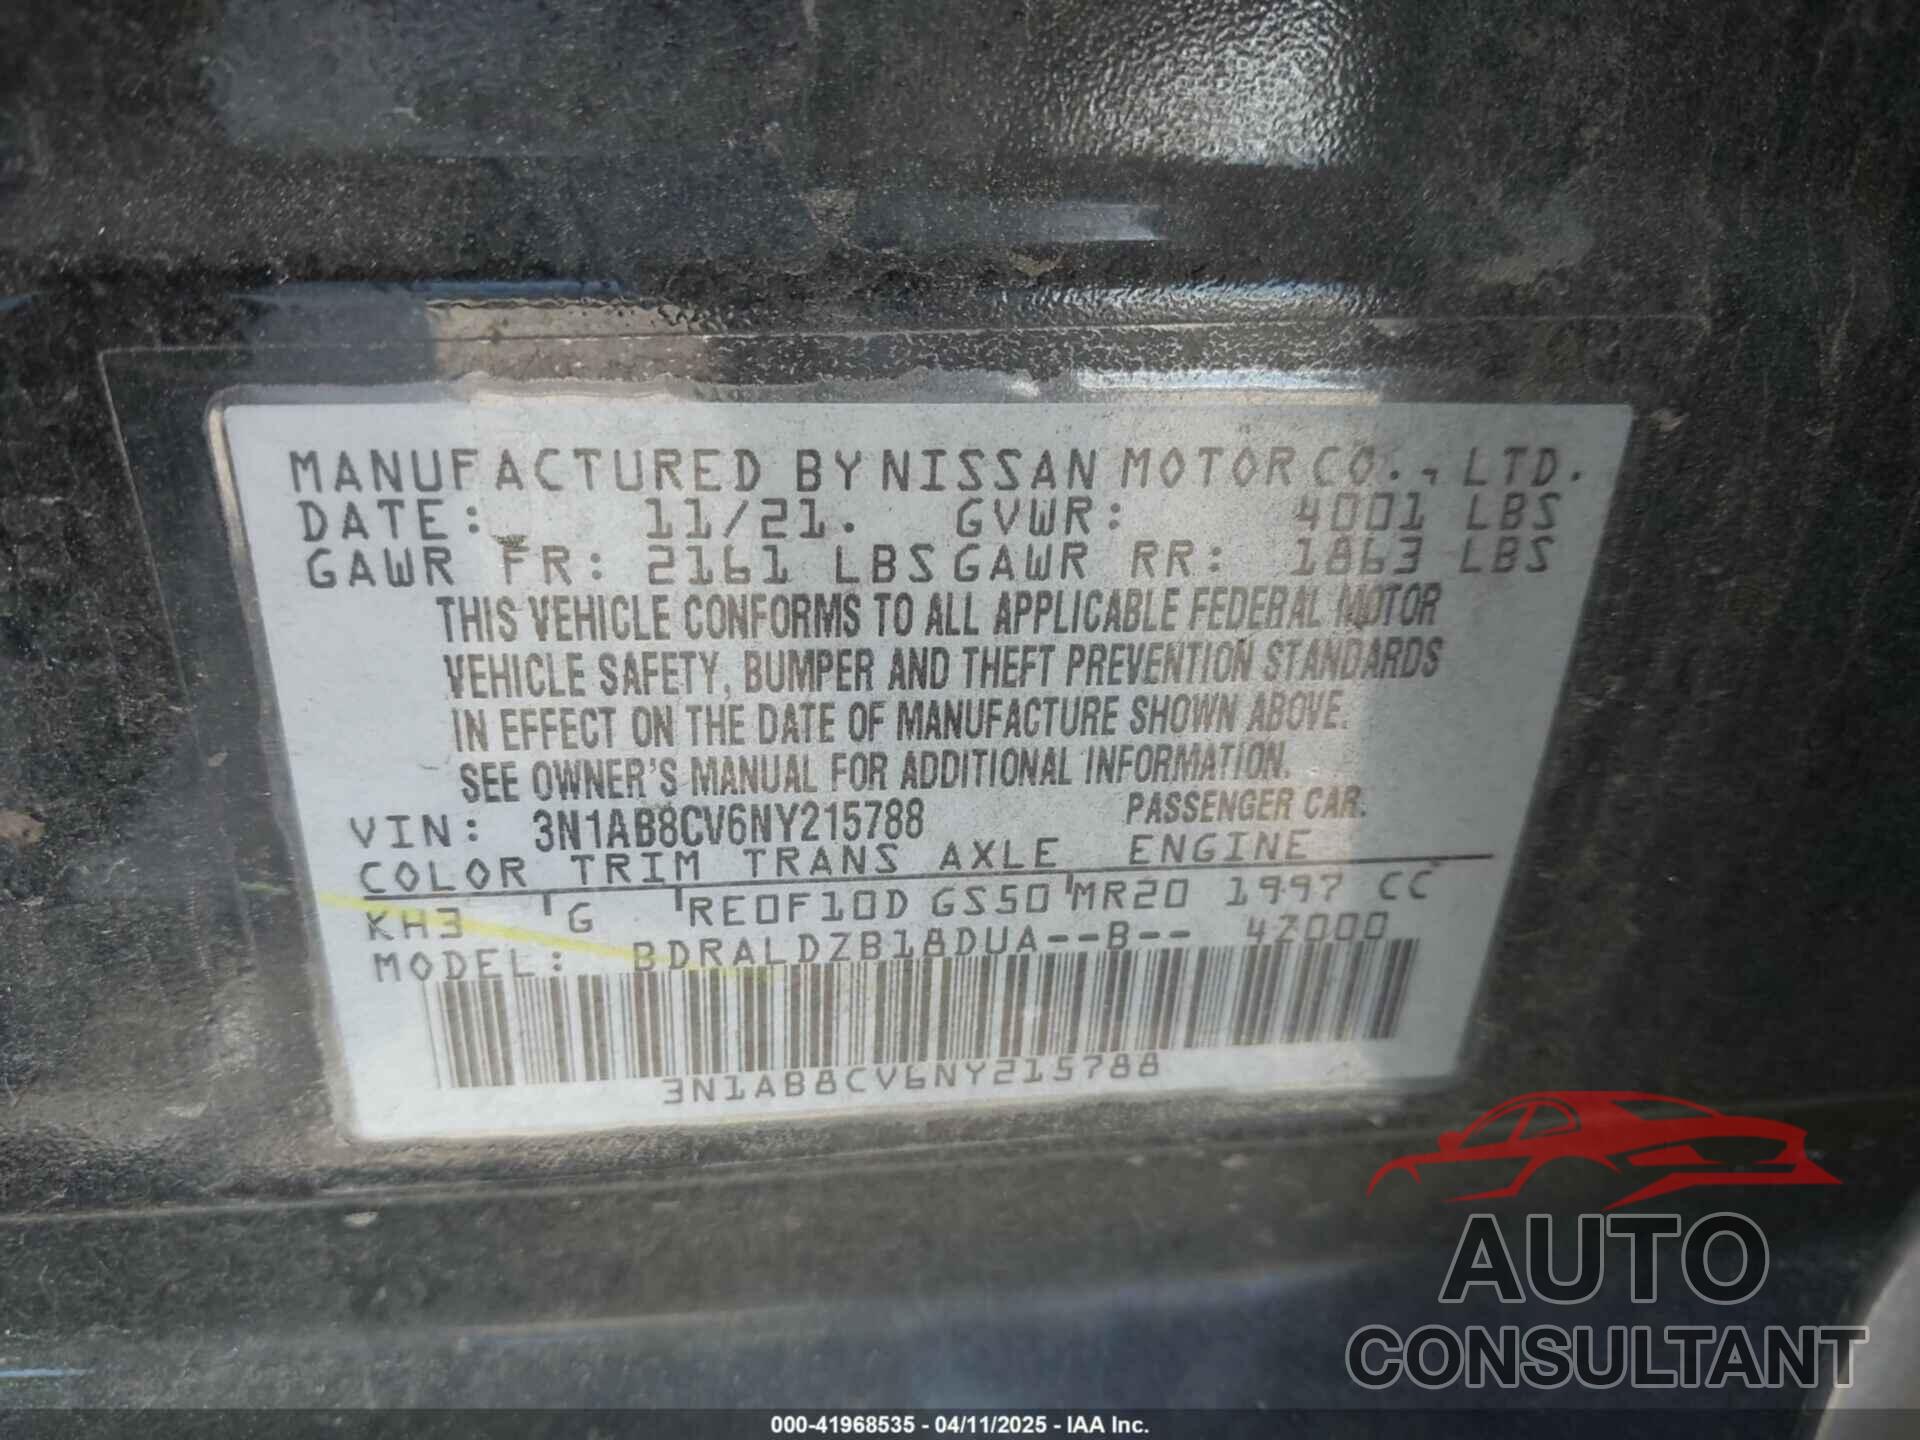 MANUFACTURED BY NISSAN MOTOR CO., LTD.
DATE: 11/21. GVWR: 4001 LBS
GAWR FR: 2161 LBS GAWR RR: 1863 LBS
THIS VEHICLE CONFORMS TO ALL APPLICABLE FEDERAL MOTOR
VEHICLE SAFETY, BUMPER AND THEFT PREVENTION STANDARDS
IN EFFECT ON THE DATE OF MANUFACTURE SHOWN ABOVE.
SEE OWNER'S MANUAL FOR ADDITIONAL INFORMATION.
VIN: 3N1AB8CV6NY215788 PASSENGER CAR.
COLOR TRIM TRANS AXLE ENGINE
KH3 G RE0F10D GS50 MR20 1997 CC
MODEL: BDRALDZB18DUA--B-- 4Z000
3N1AB8CV6NY215788
AUTO
CONSULTANT
000-41968535 - 04/11/2025 - IAA Inc.